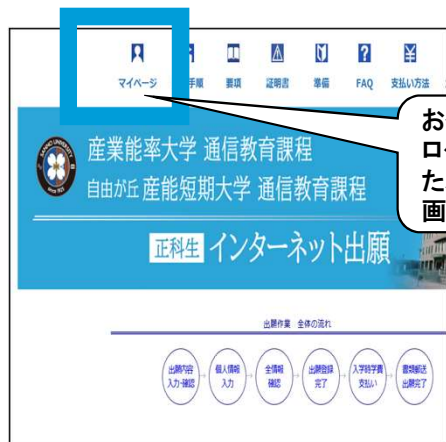 マイページ
手順
要項
証明書
準備
FAQ
支払い方法
お
ログ
た
画
産業能率大学 通信教育課程
自由が丘 産能短期大学 通信教育課程
正科生 インターネット出願
出願作業 全体の流れ
出願内容
入力・確認
個人情報
入力
全情報
確認
出願登録
完了
入学時学費
支払い
書類郵送
出願完了